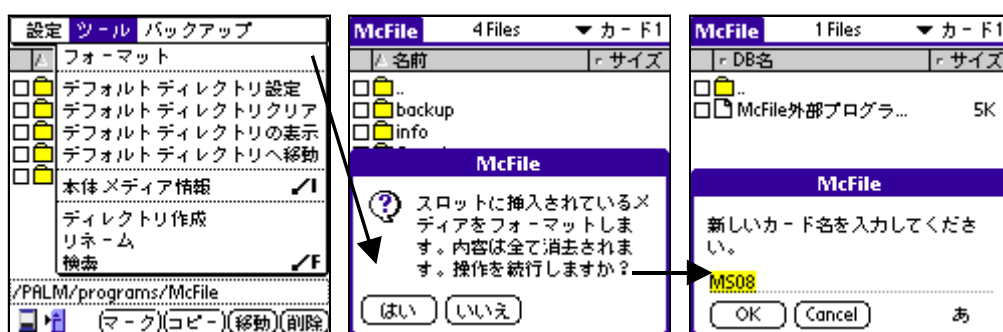 設定 ツール バックアップ
フォーマット
デフォルトディレクトリ設定
デフォルトディレクトリクリア
デフォルトディレクトリの表示
デフォルトディレクトリへ移動
本体メディア情報 /I
ディレクトリ作成
リネーム
検索 /F
/PALM/programs/McFile
マーク コピー 移動 削除
McFile 4 Files カード1
名前 サイズ
..
backup
info
McFile
スロットに挿入されているメ
ディアをフォーマットしま
す。内容は全て消去されま
す。操作を続行しますか?
はい いいえ
McFile 1 Files カード1
DB名 サイズ
..
McFile外部プログラ... 5K
McFile
新しいカード名を入力してくださ
い。
MS08
OK Cancel あ